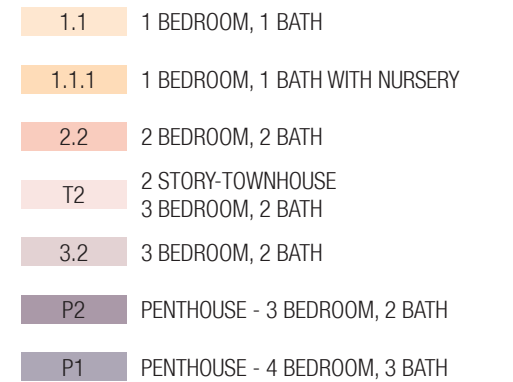 1.1 1 BEDROOM, 1 BATH
1.1.1 1 BEDROOM, 1 BATH WITH NURSERY
2.2 2 BEDROOM, 2 BATH
T2 2 STORY-TOWNHOUSE
3 BEDROOM, 2 BATH
3.2 3 BEDROOM, 2 BATH
P2 PENTHOUSE - 3 BEDROOM, 2 BATH
P1 PENTHOUSE - 4 BEDROOM, 3 BATH